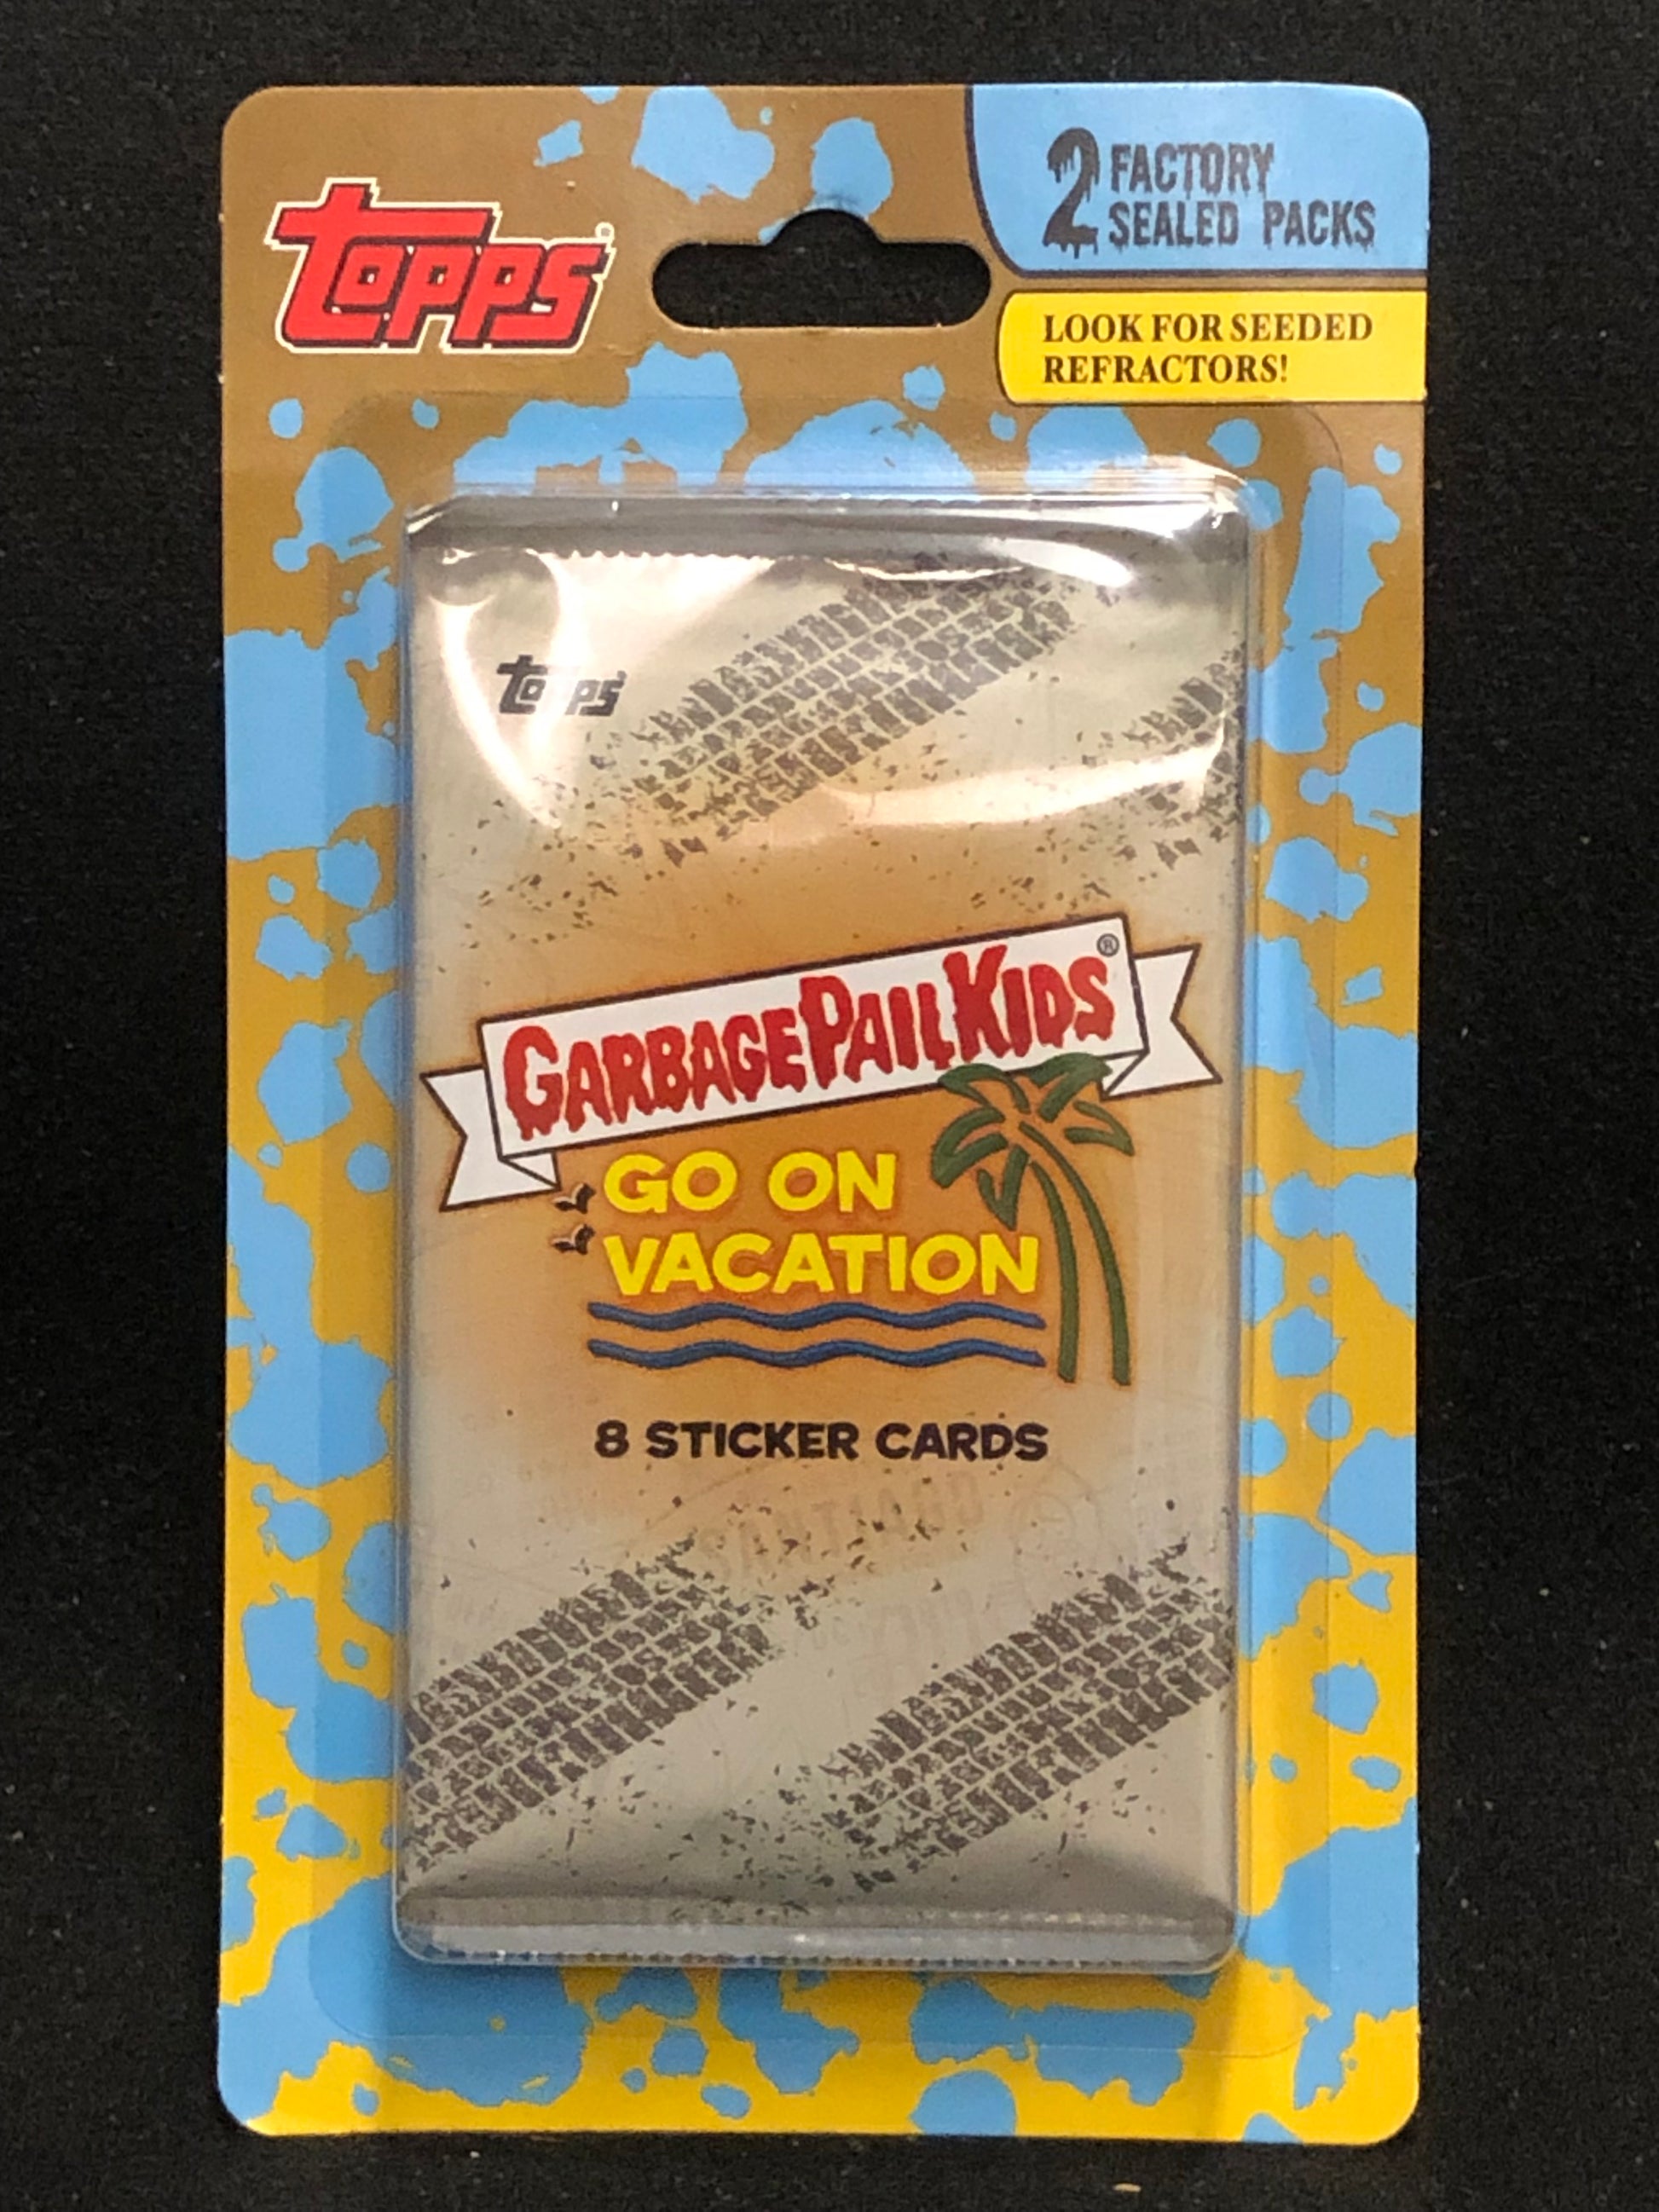 Topps®
2 FACTORY
SEALED PACKS
LOOK FOR SEEDED
REFRACTORS!
Topps
GARBAGE PAIL KIDS®
GO ON
VACATION
8 STICKER CARDS